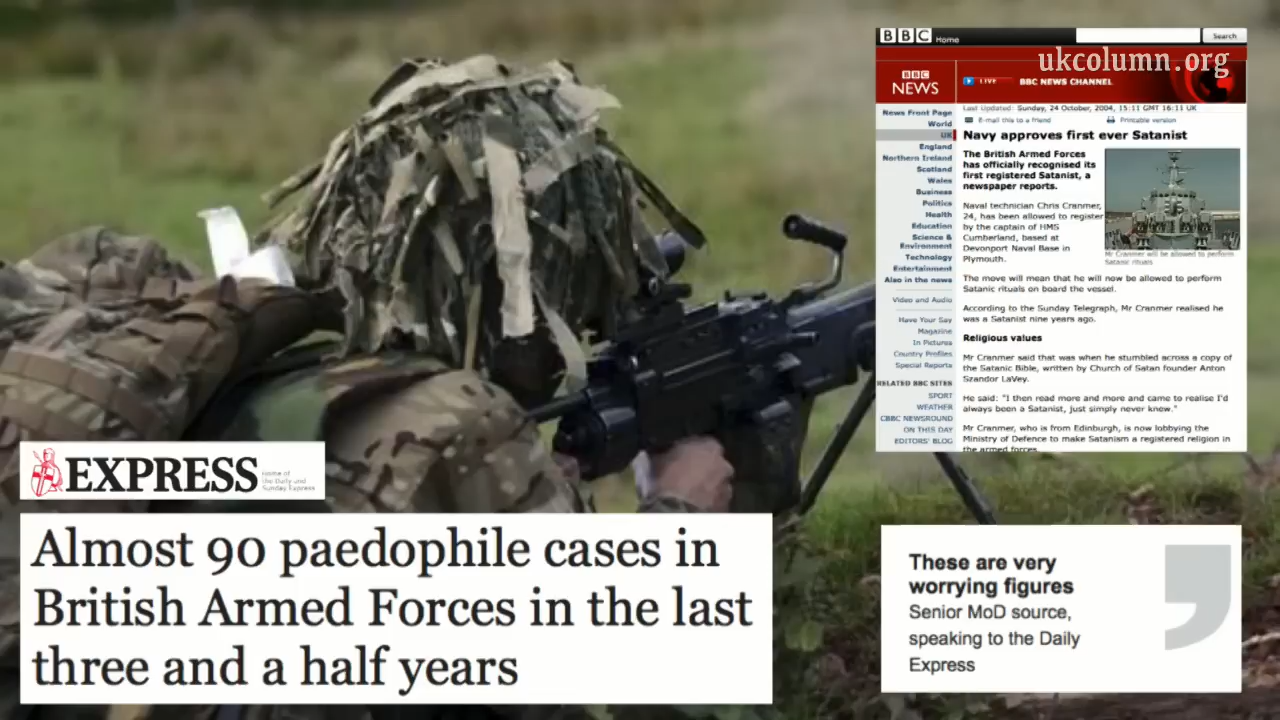 BBC Home
Search
ukcolumn.org
BBC
NEWS
LIVE BBC NEWS CHANNEL
Last Updated: Sunday, 24 October, 2004, 15:11 GMT 16:11 UK
E-mail this to a friend
Printable version
News Front Page
World
UK
England
Northern Ireland
Scotland
Wales
Business
Politics
Health
Education
Science &
Environment
Technology
Entertainment
Also in the news
Video and Audio
Have Your Say
Magazine
In Pictures
Country Profiles
Special Reports
RELATED BBC SITES
SPORT
WEATHER
CBBC NEWSROUND
ON THIS DAY
EDITORS' BLOG
Navy approves first ever Satanist
The British Armed Forces
has officially recognised its
first registered Satanist, a
newspaper reports.
Naval technician Chris Cranmer,
24, has been allowed to register
by the captain of HMS
Cumberland, based at
Devonport Naval Base in
Plymouth.
Mr Cranmer will be allowed to perform
Satanic rituals
The move will mean that he will now be allowed to perform
Satanic rituals on board the vessel.
According to the Sunday Telegraph, Mr Cranmer realised he
was a Satanist nine years ago.
Religious values
Mr Cranmer said that was when he stumbled across a copy of
the Satanic Bible, written by Church of Satan founder Anton
Szandor LaVey.
He said: "I then read more and more and came to realise I'd
always been a Satanist, just simply never knew."
Mr Cranmer, who is from Edinburgh, is now lobbying the
Ministry of Defence to make Satanism a registered religion in
the armed forces.
EXPRESS
Home of
the Daily and
Sunday Express
Almost 90 paedophile cases in
British Armed Forces in the last
three and a half years
These are very
worrying figures
Senior MoD source,
speaking to the Daily
Express